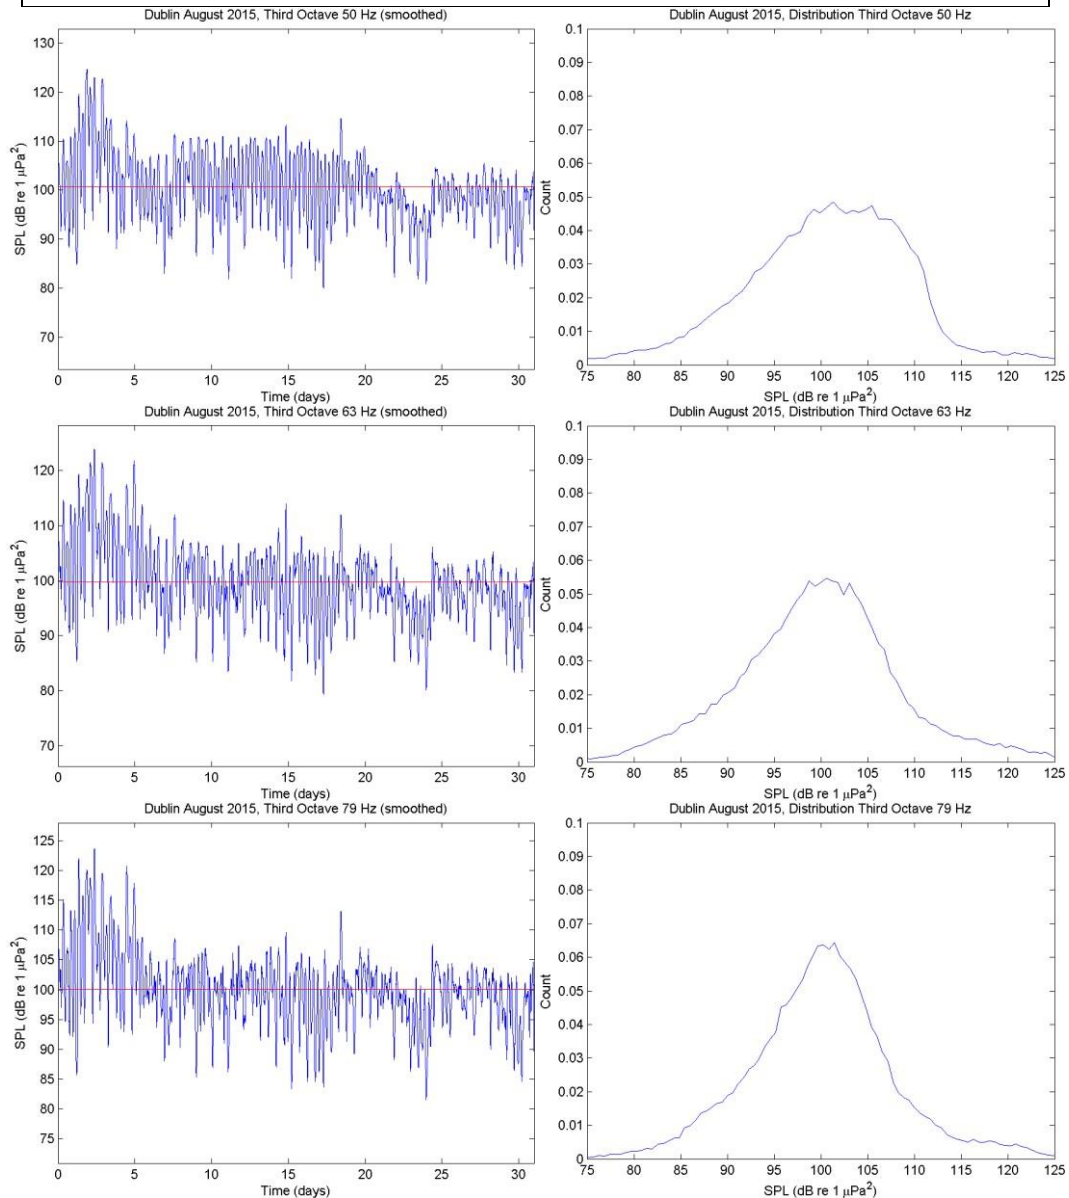 Dublin August 2015, Third Octave 50 Hz (smoothed)
130
120
110
100
90
80
70
SPL (dB re 1 μPa²)
0 5 10 15 20 25 30
Time (days)
Dublin August 2015, Distribution Third Octave 50 Hz
0.1
0.09
0.08
0.07
0.06
0.05
0.04
0.03
0.02
0.01
0
Count
75 80 85 90 95 100 105 110 115 120 125
SPL (dB re 1 μPa²)
Dublin August 2015, Third Octave 63 Hz (smoothed)
120
110
100
90
80
70
SPL (dB re 1 μPa²)
0 5 10 15 20 25 30
Time (days)
Dublin August 2015, Distribution Third Octave 63 Hz
0.1
0.09
0.08
0.07
0.06
0.05
0.04
0.03
0.02
0.01
0
Count
75 80 85 90 95 100 105 110 115 120 125
SPL (dB re 1 μPa²)
Dublin August 2015, Third Octave 79 Hz (smoothed)
125
120
115
110
105
100
95
90
85
80
75
SPL (dB re 1 μPa²)
0 5 10 15 20 25 30
Time (days)
Dublin August 2015, Distribution Third Octave 79 Hz
0.1
0.09
0.08
0.07
0.06
0.05
0.04
0.03
0.02
0.01
0
Count
75 80 85 90 95 100 105 110 115 120 125
SPL (dB re 1 μPa²)